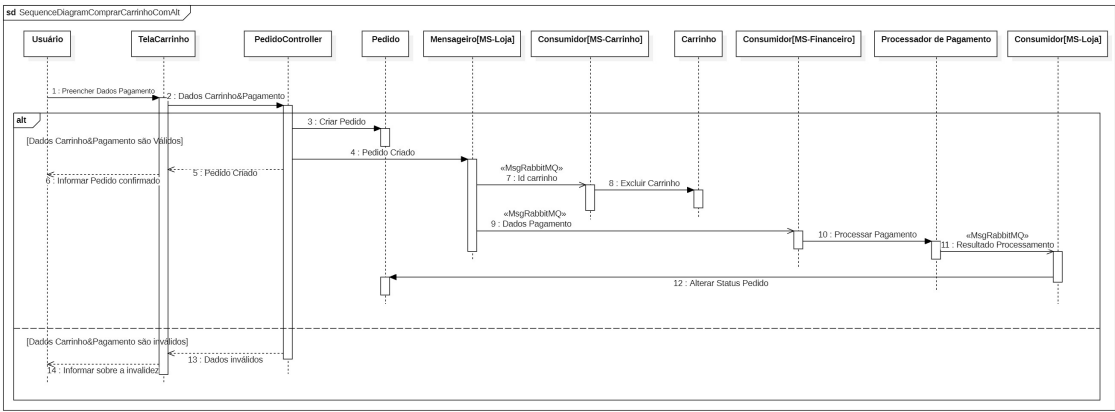 sd SequenceDiagramComprarCarrinhoComAlt
Usuário
TelaCarrinho
PedidoController
Pedido
Mensageiro[MS-Loja]
Consumidor[MS-Carrinho]
Carrinho
Consumidor[MS-Financeiro]
Processador de Pagamento
Consumidor[MS-Loja]
1 : Preencher Dados Pagamento
2 : Dados Carrinho&Pagamento
alt
3 : Criar Pedido
[Dados Carrinho&Pagamento são Válidos]
4 : Pedido Criado
5 : Pedido Criado
6 : Informar Pedido confirmado
«MsgRabbitMQ»
7 : Id carrinho
8 : Excluir Carrinho
«MsgRabbitMQ»
9 : Dados Pagamento
10 : Processar Pagamento
«MsgRabbitMQ»
11 : Resultado Processamento
12 : Alterar Status Pedido
[Dados Carrinho&Pagamento são inválidos]
13 : Dados inválidos
14 : Informar sobre a invalidez